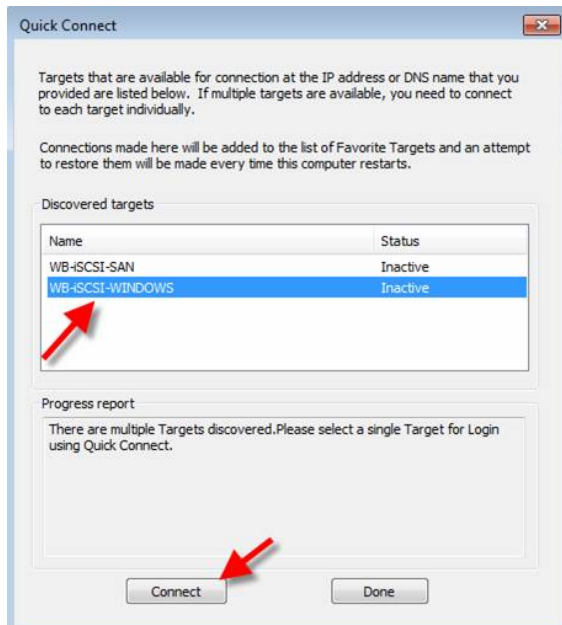 Quick Connect
Targets that are available for connection at the IP address or DNS name that you
provided are listed below.  If multiple targets are available, you need to connect
to each target individually.
Connections made here will be added to the list of Favorite Targets and an attempt
to restore them will be made every time this computer restarts.
Discovered targets
Name Status
WB-iSCSI-SAN Inactive
WB-iSCSI-WINDOWS Inactive
Progress report
There are multiple Targets discovered.Please select a single Target for Login
using Quick Connect.
Connect Done